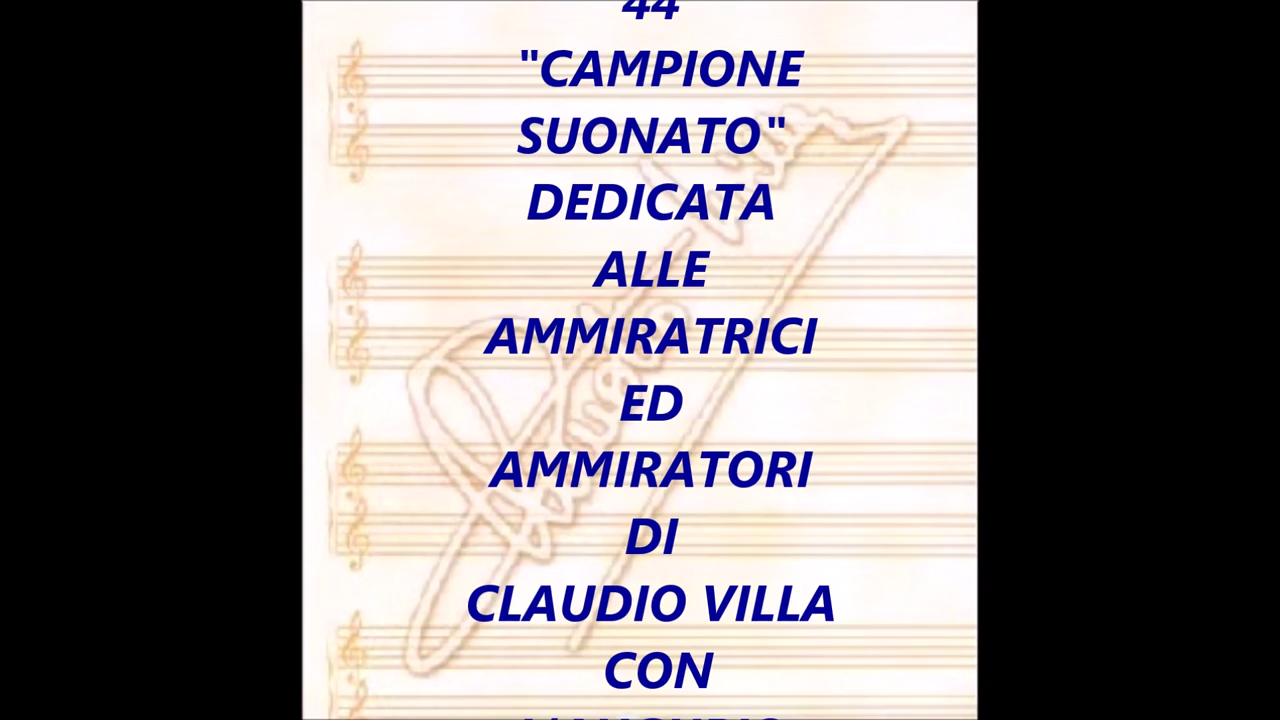 44
"CAMPIONE
SUONATO"
DEDICATA
ALLE
AMMIRATRICI
ED
AMMIRATORI
DI
CLAUDIO VILLA
CON